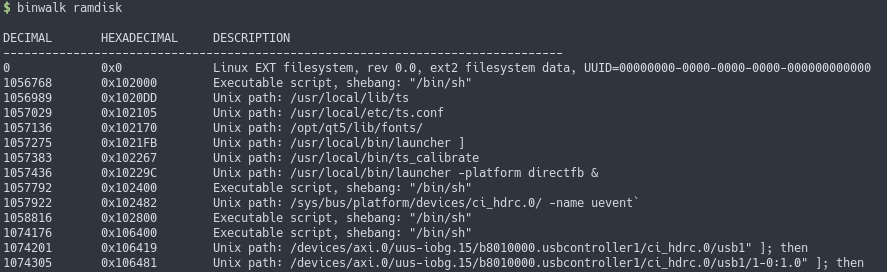 $ binwalk ramdisk
DECIMAL HEXADECIMAL DESCRIPTION
--------------------------------------------------------------------------------
0 0x0 Linux EXT filesystem, rev 0.0, ext2 filesystem data, UUID=00000000-0000-0000-0000-000000000000
1056768 0x102000 Executable script, shebang: "/bin/sh"
1056989 0x1020DD Unix path: /usr/local/lib/ts
1057029 0x102105 Unix path: /usr/local/etc/ts.conf
1057136 0x102170 Unix path: /opt/qt5/lib/fonts/
1057275 0x1021FB Unix path: /usr/local/bin/launcher ]
1057383 0x102267 Unix path: /usr/local/bin/ts_calibrate
1057436 0x10229C Unix path: /usr/local/bin/launcher -platform directfb &
1057792 0x102400 Executable script, shebang: "/bin/sh"
1057922 0x102482 Unix path: /sys/bus/platform/devices/ci_hdrc.0/ -name uevent`
1058816 0x102800 Executable script, shebang: "/bin/sh"
1074176 0x106400 Executable script, shebang: "/bin/sh"
1074201 0x106419 Unix path: /devices/axi.0/uus-iobg.15/b8010000.usbcontroller1/ci_hdrc.0/usb1" ]; then
1074305 0x106481 Unix path: /devices/axi.0/uus-iobg.15/b8010000.usbcontroller1/ci_hdrc.0/usb1/1-0:1.0" ]; then